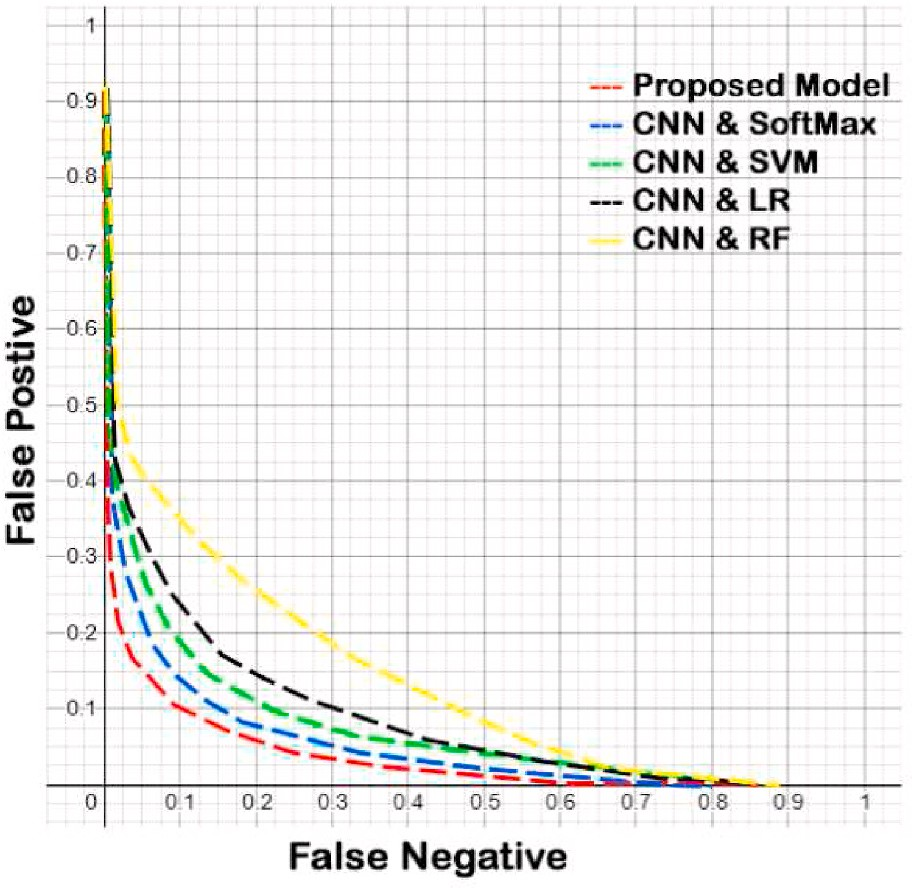 1
0.9
0.8
0.7
0.6
0.5
0.4
0.3
0.2
0.1
0 0.1 0.2 0.3 0.4 0.5 0.6 0.7 0.8 0.9 1
Proposed Model
CNN & SoftMax
CNN & SVM
CNN & LR
CNN & RF
False Postive
False Negative